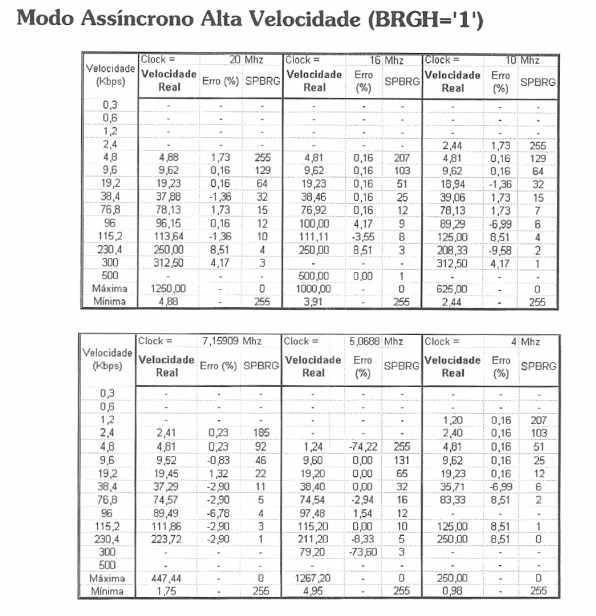 Modo Assíncrono Alta Velocidade (BRGH='1')
Velocidade (Kbps) Clock = 20 Mhz Clock = 16 Mhz Clock = 10 Mhz
Velocidade Real Erro (%) SPBRG Velocidade Real Erro (%) SPBRG Velocidade Real Erro (%) SPBRG
0,3 - - - - - - - - -
0,6 - - - - - - - - -
1,2 - - - - - - - - -
2,4 - - - - - - 2,44 1,73 255
4,8 4,88 1,73 255 4,81 0,16 207 4,81 0,16 129
9,6 9,62 0,16 129 9,62 0,16 103 9,62 0,16 64
19,2 19,23 0,16 64 19,23 0,16 51 18,94 -1,36 32
38,4 37,88 -1,36 32 38,46 0,16 25 39,06 1,73 15
76,8 78,13 1,73 15 76,92 0,16 12 78,13 1,73 7
96 96,15 0,16 12 100,00 4,17 9 89,29 -6,99 6
115,2 113,64 -1,36 10 111,11 -3,55 8 125,00 8,51 4
230,4 250,00 8,51 4 250,00 8,51 3 208,33 -9,58 2
300 312,50 4,17 3 - - - 312,50 4,17 1
500 - - - 500,00 0,00 1 - - -
Máxima 1250,00 - 0 1000,00 - 0 625,00 - 0
Mínima 4,88 - 255 3,91 - 255 2,44 - 255
Velocidade (Kbps) Clock = 7,15909 Mhz Clock = 5,0688 Mhz Clock = 4 Mhz
Velocidade Real Erro (%) SPBRG Velocidade Real Erro (%) SPBRG Velocidade Real Erro (%) SPBRG
0,3 - - - - - - - - -
0,6 - - - - - - - - -
1,2 - - - - - - 1,20 0,16 207
2,4 2,41 0,23 185 - - - 2,40 0,16 103
4,8 4,81 0,23 92 1,24 -74,22 255 4,81 0,16 51
9,6 9,52 -0,83 46 9,60 0,00 131 9,62 0,16 25
19,2 19,45 1,32 22 19,20 0,00 65 19,23 0,16 12
38,4 37,29 -2,90 11 38,40 0,00 32 35,71 -6,99 6
76,8 74,57 -2,90 5 74,54 -2,94 16 83,33 8,51 2
96 89,49 -6,78 4 97,48 1,54 12 - - -
115,2 111,86 -2,90 3 115,20 0,00 10 125,00 8,51 1
230,4 223,72 -2,90 1 211,20 -8,33 5 250,00 8,51 0
300 - - - 79,20 -73,60 3 - - -
500 - - - - - - - - -
Máxima 447,44 - 0 1267,20 - 0 250,00 - 0
Mínima 1,75 - 255 4,95 - 255 0,98 - 255